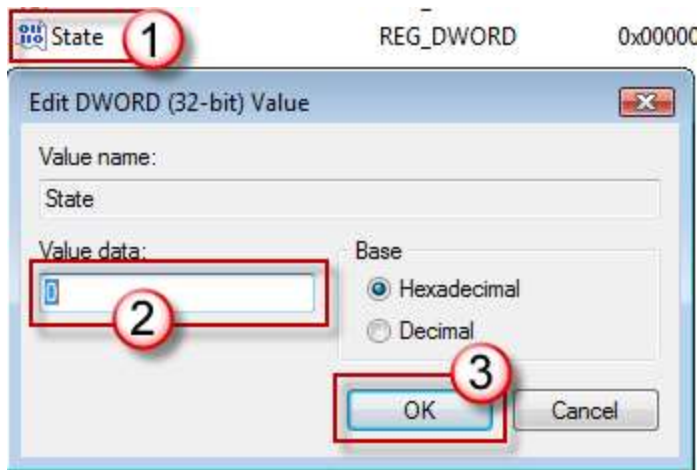 State 1 REG_DWORD 0x00000
Edit DWORD (32-bit) Value
Value name:
State
Value data: Base
0 Hexadecimal
2 Decimal
3
OK Cancel